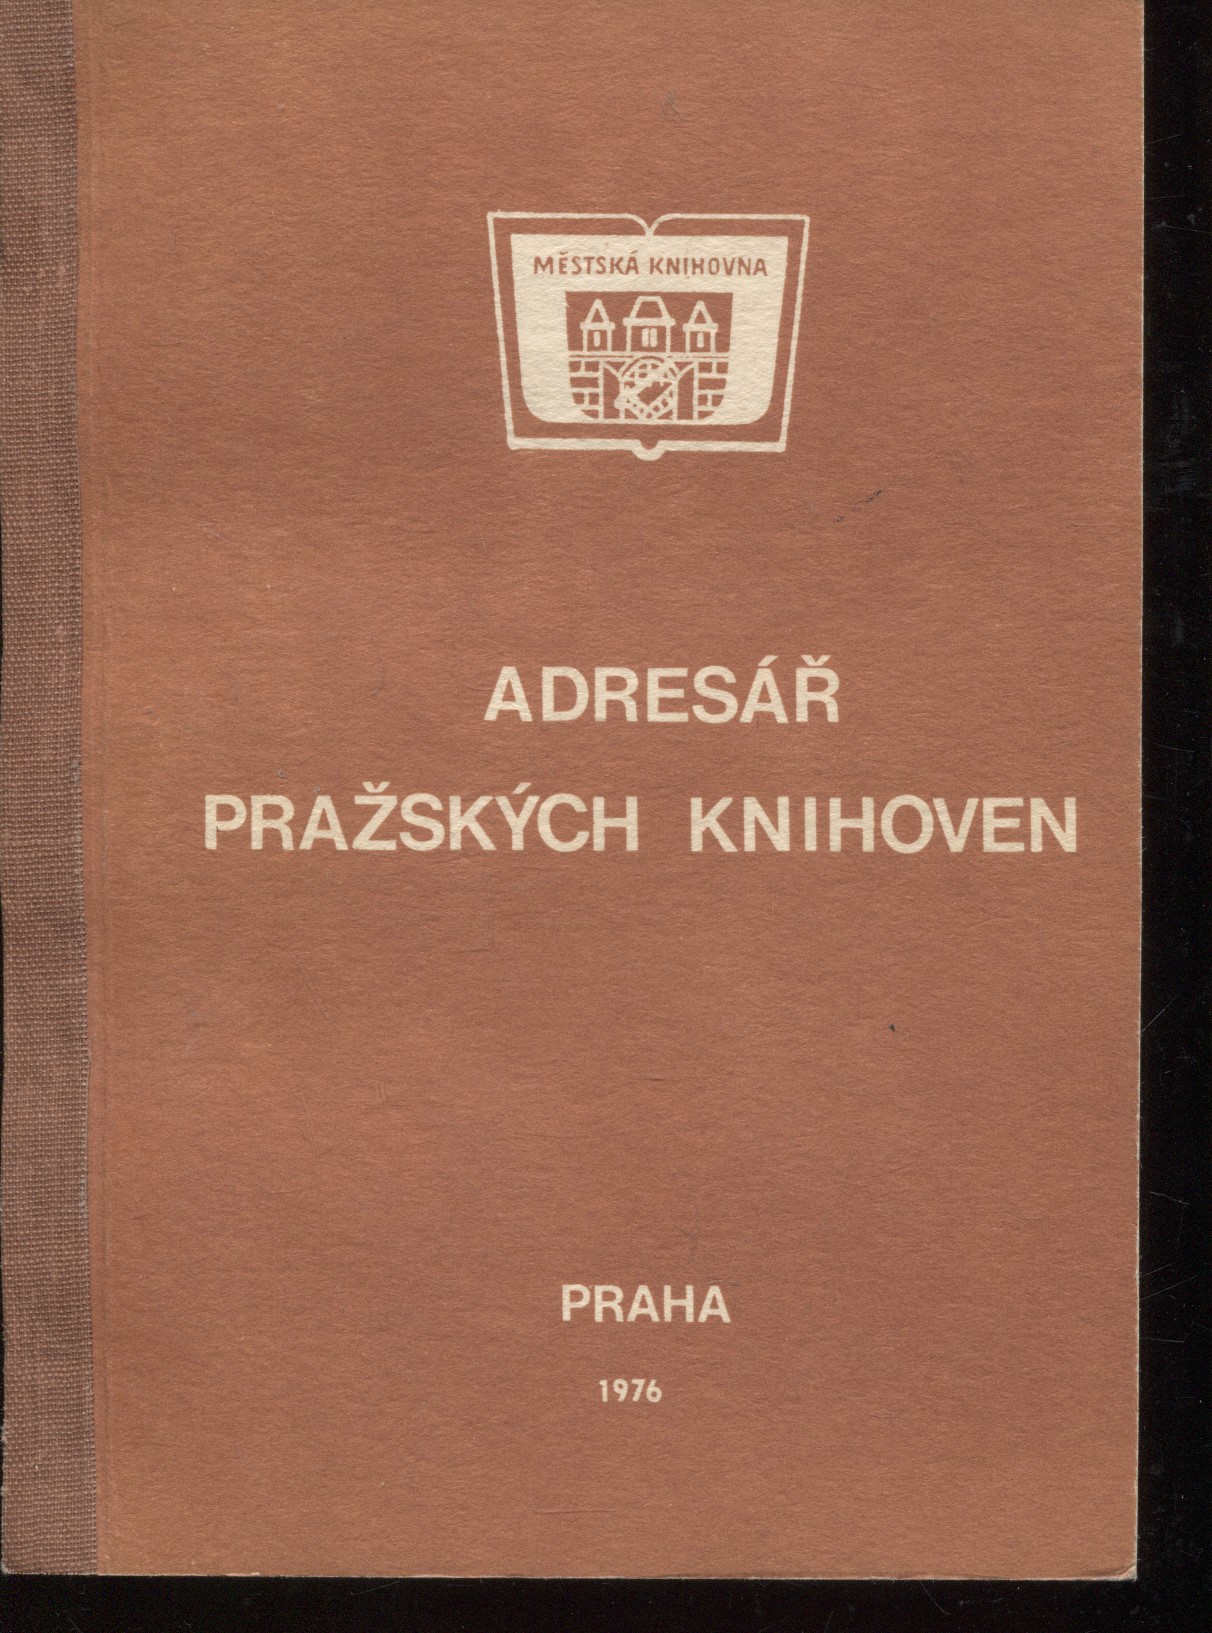 MĚSTSKÁ KNIHOVNA
ADRESÁŘ
PRAŽSKÝCH KNIHOVEN
PRAHA
1976